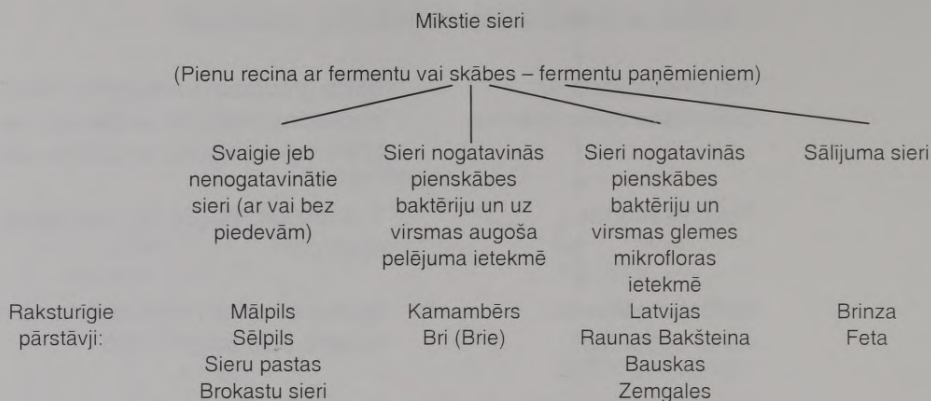 Mīkstie sieri
(Pienu recina ar fermentu vai skābes – fermentu paņēmieniem)
Svaigie jeb
nenogatavinātie
sieri (ar vai bez
piedevām)
Sieri nogatavinās
pienskābes
baktēriju un uz
virsmas augoša
pelējuma ietekmē
Sieri nogatavinās
pienskābes
baktēriju un
virsmas glemes
mikrofloras
ietekmē
Sālījuma sieri
Raksturīgie
pārstāvji:
Mālpils
Sēlpils
Sieru pastas
Brokastu sieri
Kamambērs
Bri (Brie)
Latvijas
Raunas Bakšteina
Bauskas
Zemgales
Brinza
Feta